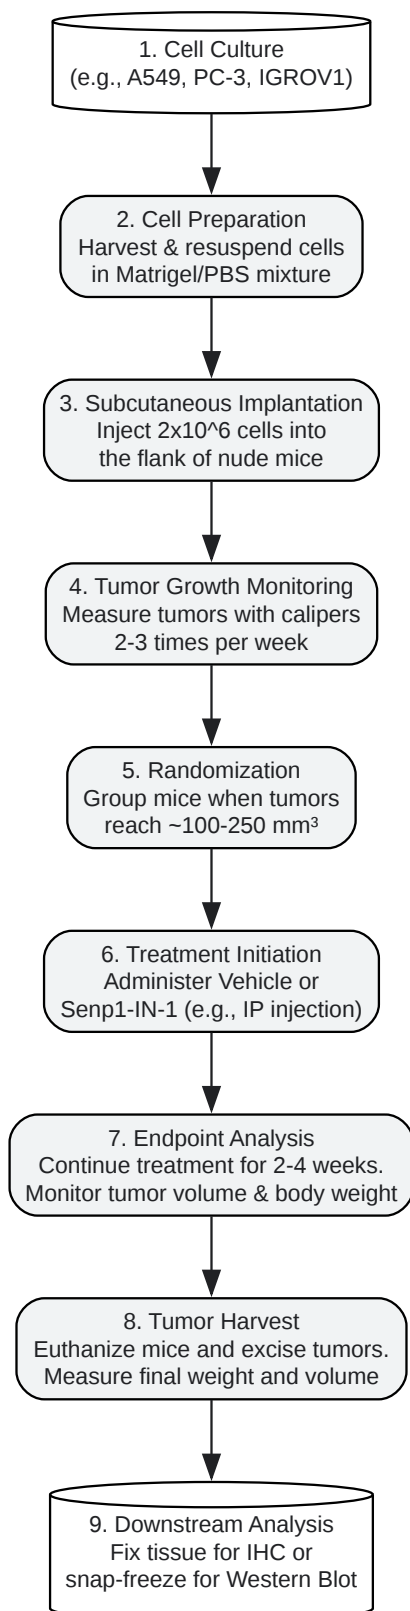 1. Cell Culture
(e.g., A549, PC-3, IGROV1)
2. Cell Preparation
Harvest & resuspend cells
in Matrigel/PBS mixture
3. Subcutaneous Implantation
Inject 2x10^6 cells into
the flank of nude mice
4. Tumor Growth Monitoring
Measure tumors with calipers
2-3 times per week
5. Randomization
Group mice when tumors
reach ~100-250 mm³
6. Treatment Initiation
Administer Vehicle or
Senp1-IN-1 (e.g., IP injection)
7. Endpoint Analysis
Continue treatment for 2-4 weeks.
Monitor tumor volume & body weight
8. Tumor Harvest
Euthanize mice and excise tumors.
Measure final weight and volume
9. Downstream Analysis
Fix tissue for IHC or
snap-freeze for Western Blot